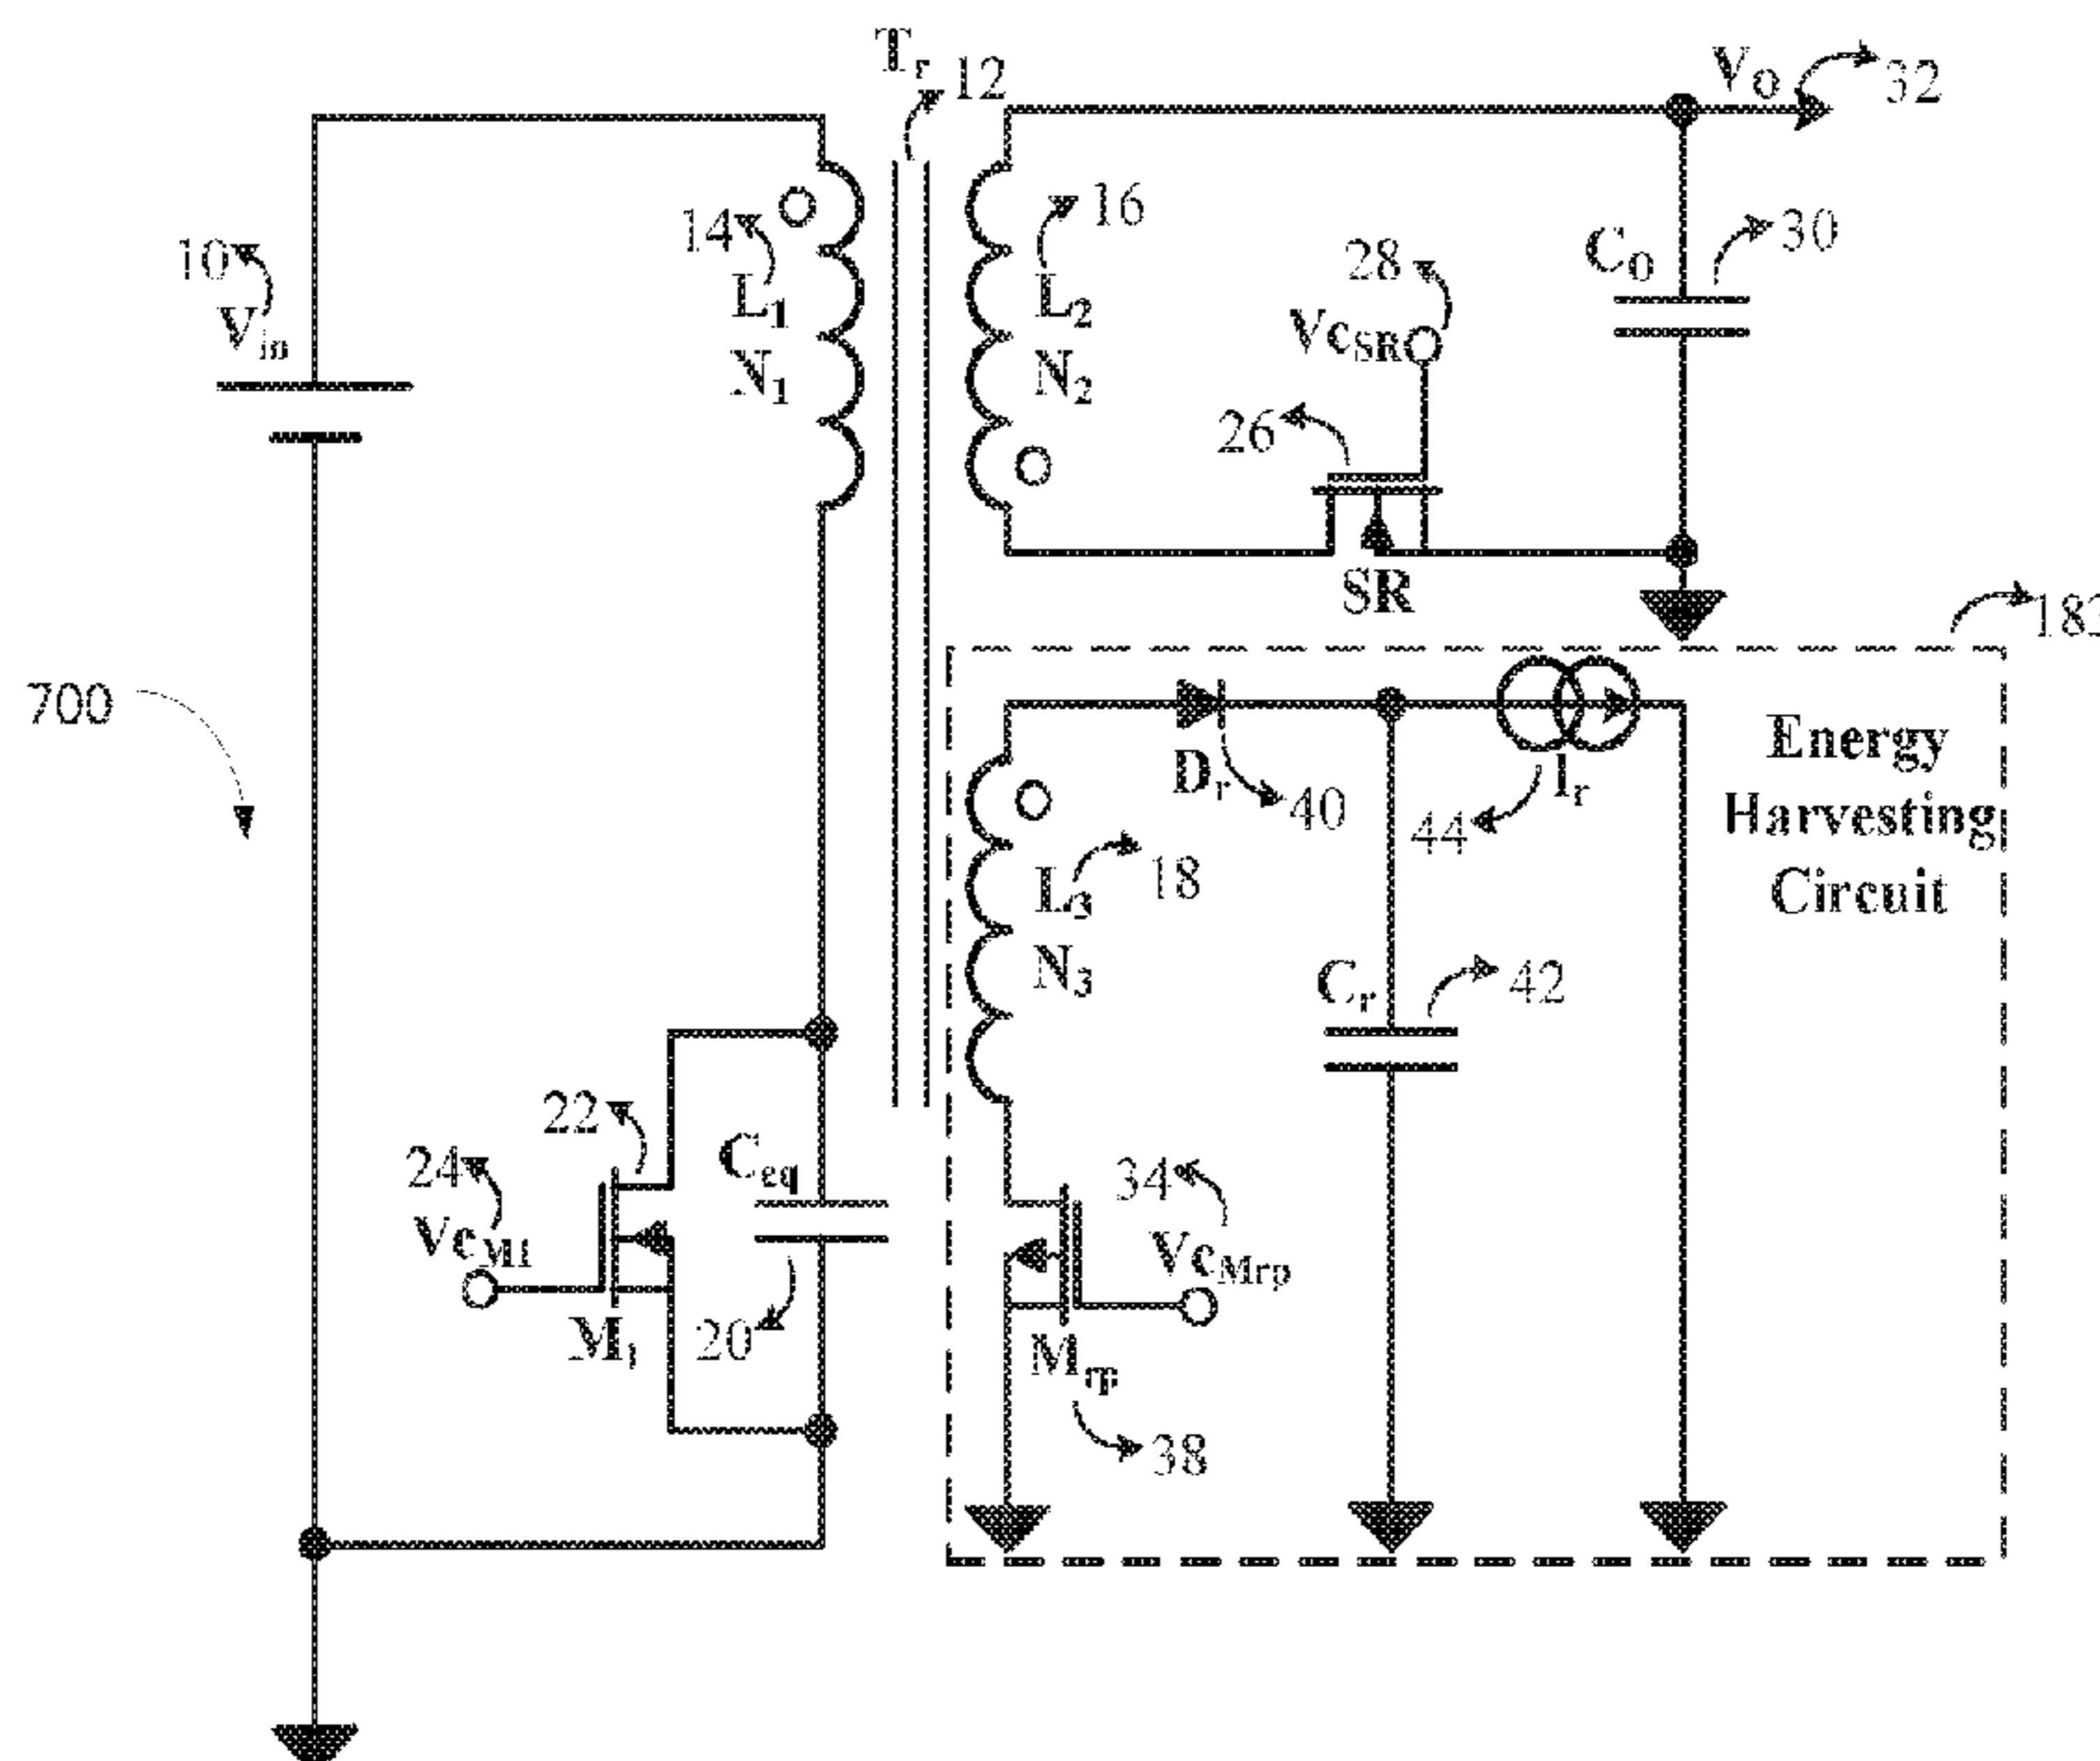 Tr 12
VO 32
10
Vin
14
L1
N1
16
L2
N2
28
VcSR
26
SR
CO 30
183
700
Dr 40
Ir
44
Energy
Harvesting
Circuit
L3 18
N3
Cr 42
22
24
VcM1
M1
Ceq
20
34
VcMrp
Mrp
38